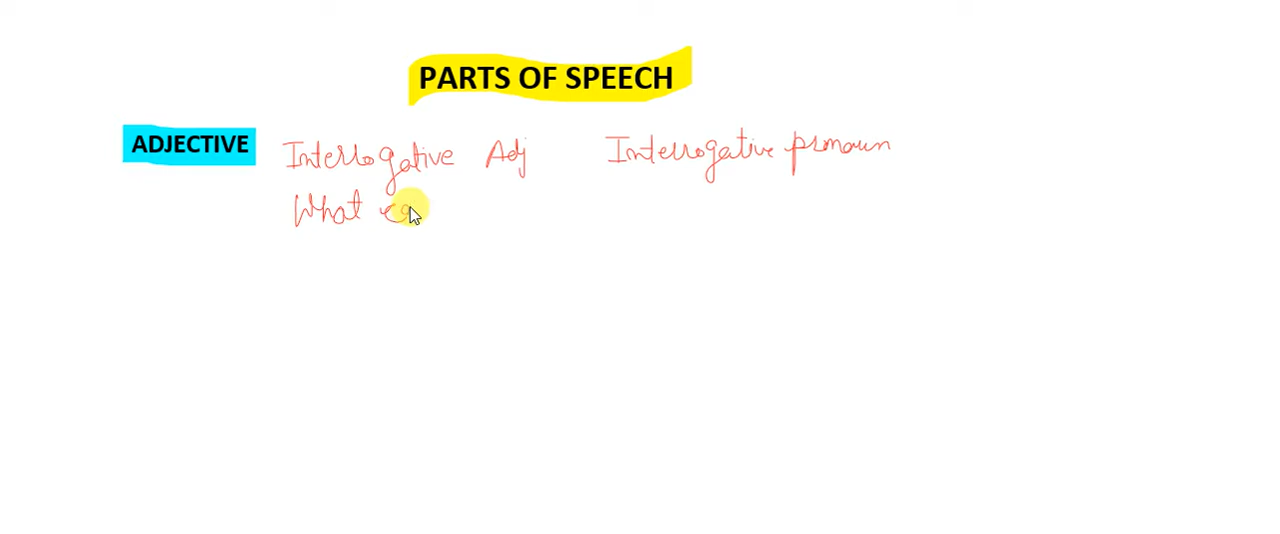 PARTS OF SPEECH
ADJECTIVE Interrogative Adj Interrogative pronoun
What